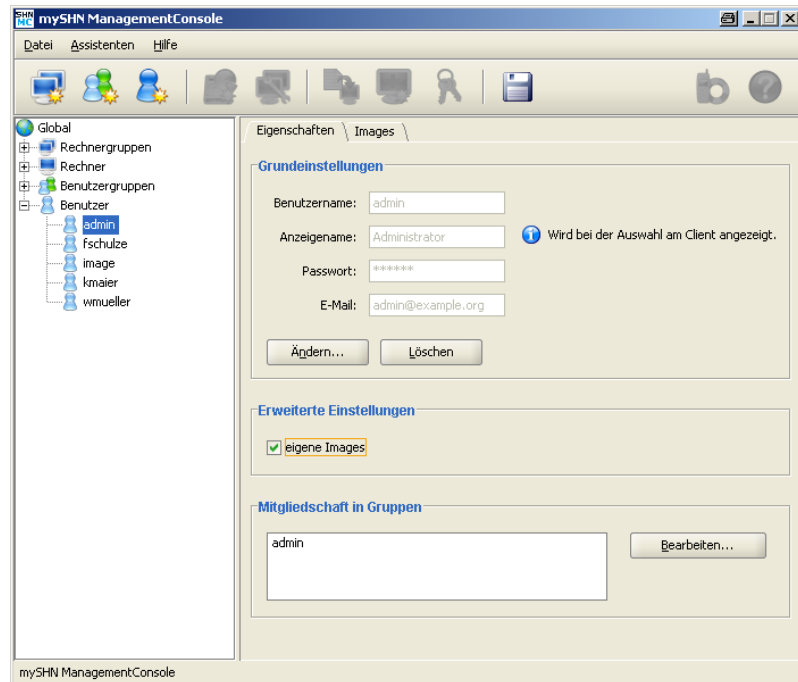 SHN MC mySHN ManagementConsole
Datei Assistenten Hilfe
Global
Rechnergruppen
Rechner
Benutzergruppen
Benutzer
admin
fschulze
image
kmaier
wmueller
Eigenschaften Images
Grundeinstellungen
Benutzername: admin
Anzeigename: Administrator Wird bei der Auswahl am Client angezeigt.
Passwort: ******
E-Mail: admin@example.org
Ändern... Löschen
Erweiterte Einstellungen
eigene Images
Mitgliedschaft in Gruppen
admin
Bearbeiten...
mySHN ManagementConsole